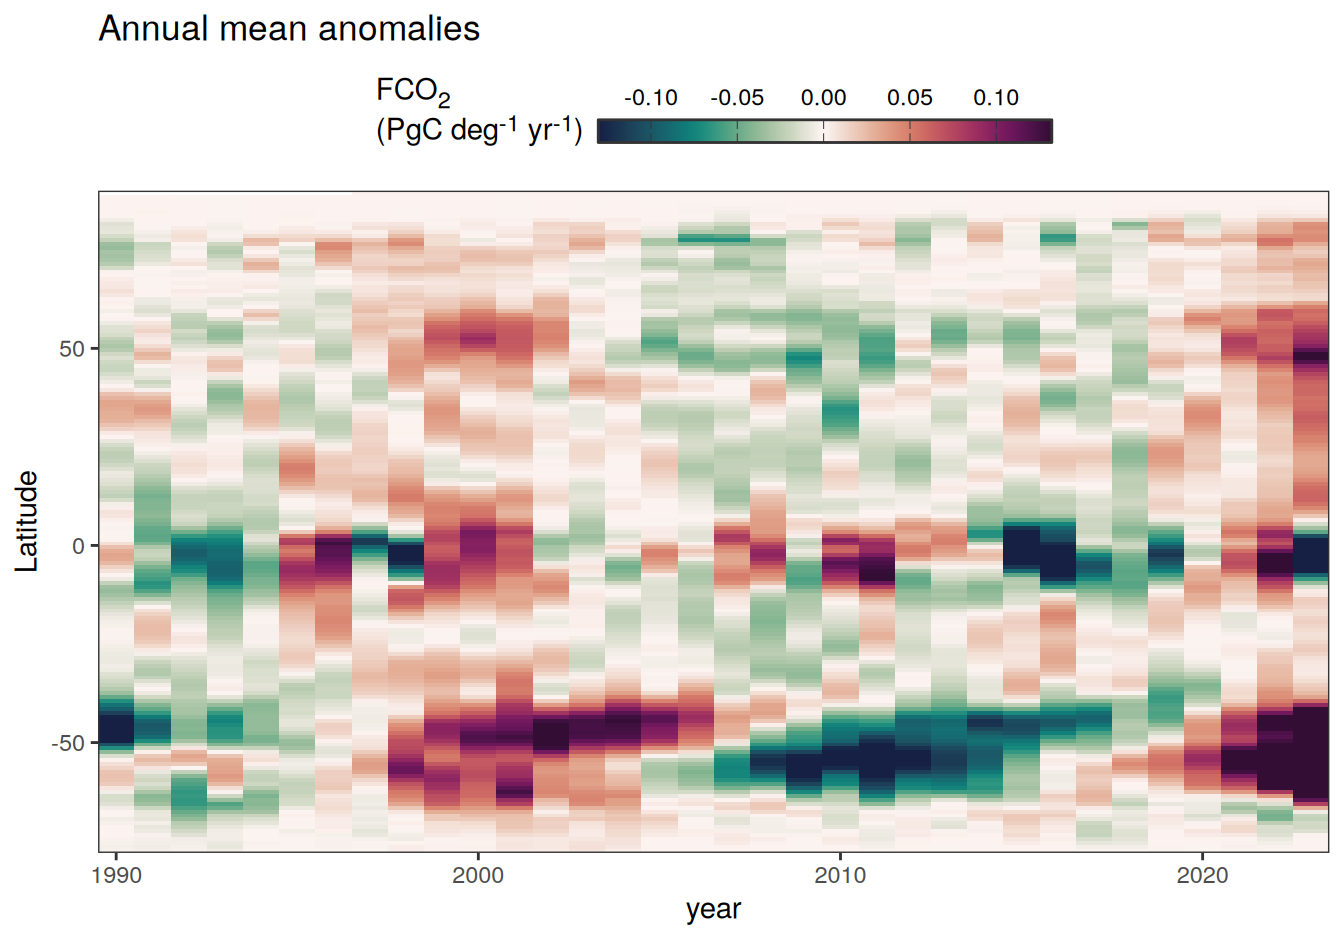 Annual mean anomalies
FCO₂
(PgC deg⁻¹ yr⁻¹)
-0.10 -0.05 0.00 0.05 0.10
Latitude
50
0
-50
1990 2000 2010 2020
year